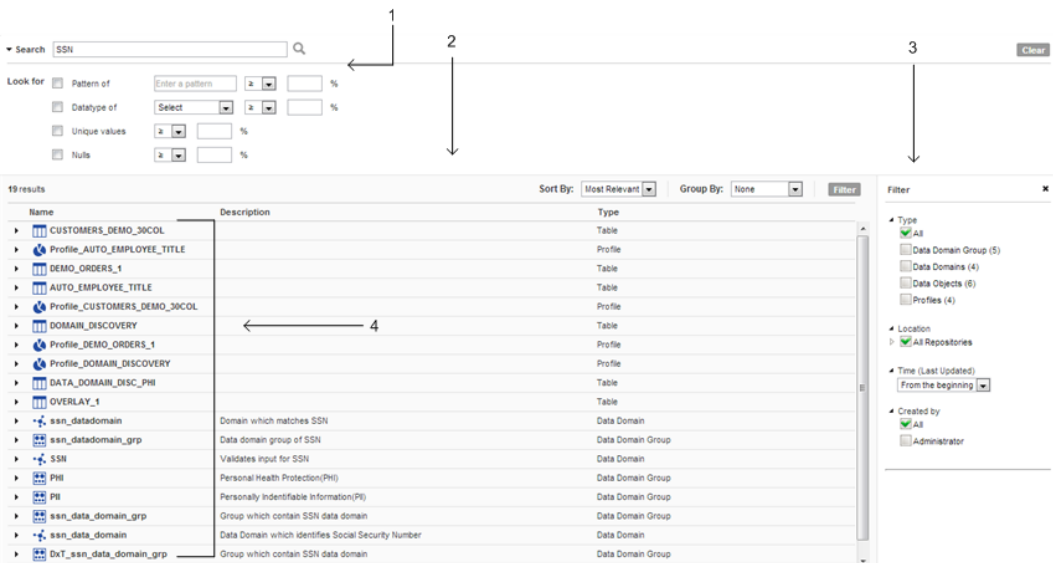 1
2
3
Search SSN
Clear
Look for Pattern of Enter a pattern ≥ %
Datatype of Select ≥ %
Unique values ≥ %
Nulls ≥ %
19 results Sort By: Most Relevant Group By: None Filter
Name Description Type
CUSTOMERS_DEMO_30COL Table
Profile_AUTO_EMPLOYEE_TITLE Profile
DEMO_ORDERS_1 Table
AUTO_EMPLOYEE_TITLE Table
Profile_CUSTOMERS_DEMO_30COL Profile
DOMAIN_DISCOVERY Table
4
Profile_DEMO_ORDERS_1 Profile
Profile_DOMAIN_DISCOVERY Profile
DATA_DOMAIN_DISC_PHI Table
OVERLAY_1 Table
ssn_datadomain Domain which matches SSN Data Domain
ssn_datadomain_grp Data domain group of SSN Data Domain Group
SSN Validates input for SSN Data Domain
PHI Personal Health Protection(PHI) Data Domain Group
PII Personally Indentifiable Information(PII) Data Domain Group
ssn_data_domain_grp Group which contain SSN data domain Data Domain Group
ssn_data_domain Data Domain which identifies Social Security Number Data Domain
DxT_ssn_data_domain_grp Group which contain SSN data domain Data Domain Group
Filter
Type
All
Data Domain Group (5)
Data Domains (4)
Data Objects (6)
Profiles (4)
Location
All Repositories
Time (Last Updated)
From the beginning
Created by
All
Administrator